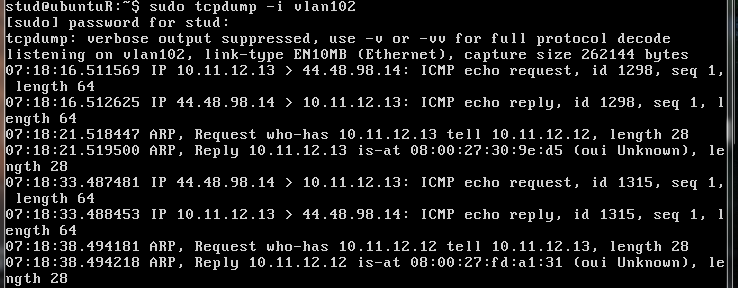 stud@ubuntuR:~$ sudo tcpdump -i vlan102
[sudo] password for stud:
tcpdump: verbose output suppressed, use -v or -vv for full protocol decode
listening on vlan102, link-type EN10MB (Ethernet), capture size 262144 bytes
07:18:16.511569 IP 10.11.12.13 > 44.48.98.14: ICMP echo request, id 1298, seq 1,
 length 64
07:18:16.512625 IP 44.48.98.14 > 10.11.12.13: ICMP echo reply, id 1298, seq 1, l
ength 64
07:18:21.518447 ARP, Request who-has 10.11.12.13 tell 10.11.12.12, length 28
07:18:21.519500 ARP, Reply 10.11.12.13 is-at 08:00:27:30:9e:d5 (oui Unknown), le
ngth 28
07:18:33.487481 IP 44.48.98.14 > 10.11.12.13: ICMP echo request, id 1315, seq 1,
 length 64
07:18:33.488453 IP 10.11.12.13 > 44.48.98.14: ICMP echo reply, id 1315, seq 1, l
ength 64
07:18:38.494181 ARP, Request who-has 10.11.12.12 tell 10.11.12.13, length 28
07:18:38.494218 ARP, Reply 10.11.12.12 is-at 08:00:27:fd:a1:31 (oui Unknown), le
ngth 28